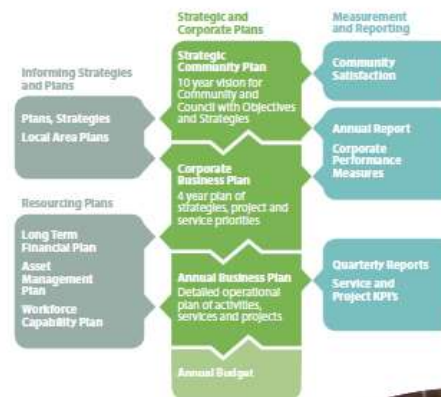 Strategic and
Corporate Plans
Measurement
and Reporting
Informing Strategies
and Plans
Plans, Strategies
Local Area Plans
Resourcing Plans
Long Term
Financial Plan
Asset
Management
Plan
Workforce
Capability Plan
Strategic
Community Plan
10 year vision for
Community and
Council with Objectives
and Strategies
Corporate
Business Plan
4 year plan of
strategies, project and
service priorities
Annual Business Plan
Detailed operational
plan of activities,
services and projects
Annual Budget
Community
Satisfaction
Annual Report
Corporate
Performance
Measures
Quarterly Reports
Service and
Project KPI's